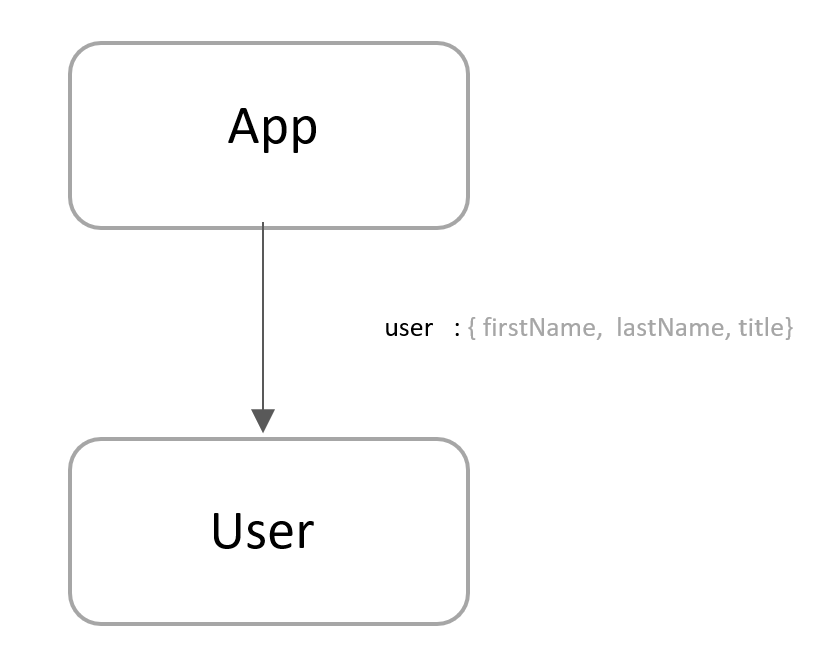 App
user : { firstName, lastName, title}
User